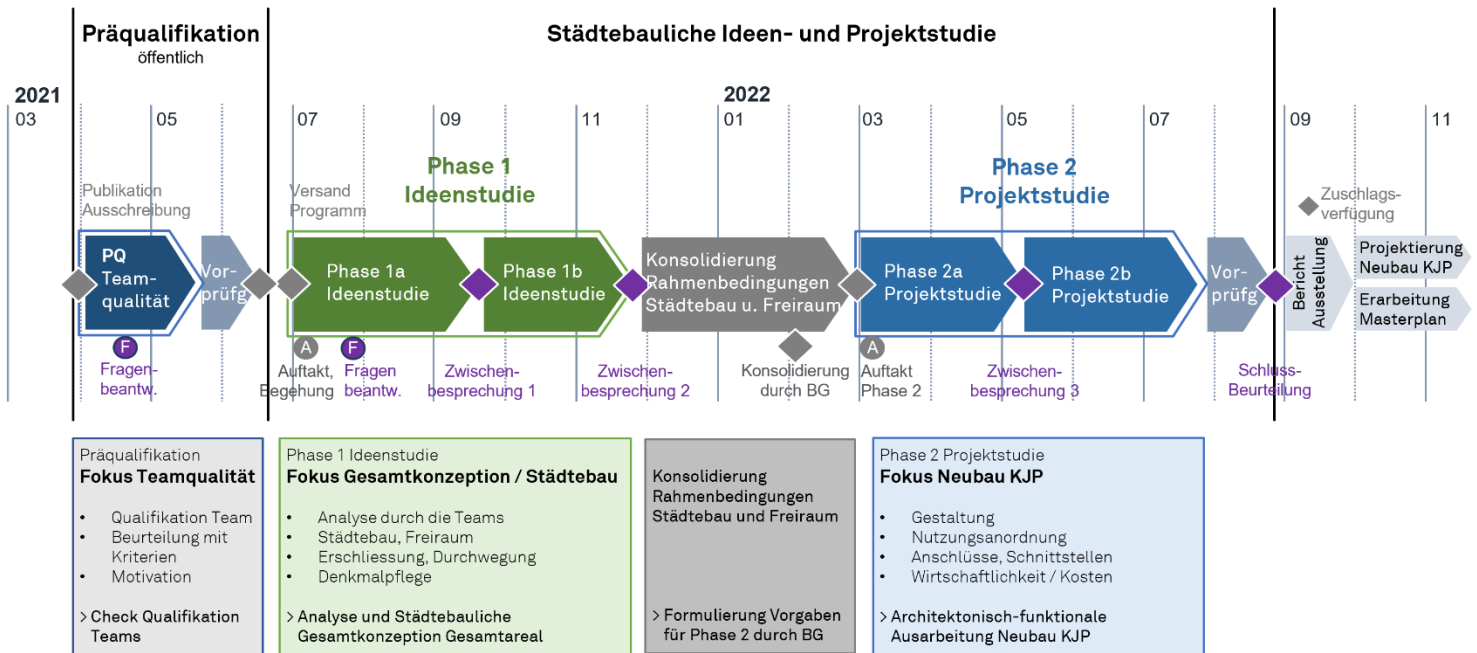 Präqualifikation
öffentlich
Städtebauliche Ideen- und Projektstudie
2021
2022
03
05
07
09
11
01
03
05
07
09
11
Phase 1
Ideenstudie
Phase 2
Projektstudie
Publikation
Ausschreibung
Versand
Programm
Zuschlags-
verfügung
PQ
Team-
qualität
Vor-
prüfg
Phase 1a
Ideenstudie
Phase 1b
Ideenstudie
Konsolidierung
Rahmenbedingungen
Städtebau u. Freiraum
Phase 2a
Projektstudie
Phase 2b
Projektstudie
Vor-
prüfg
Bericht
Ausstellung
Projektierung
Neubau KJP
Erarbeitung
Masterplan
F
Fragen-
beantw.
A
Auftakt,
Begehung
F
Fragen
beantw.
Zwischen-
besprechung 1
Zwischen-
besprechung 2
Konsolidierung
durch BG
A
Auftakt
Phase 2
Zwischen-
besprechung 3
Schluss-
Beurteilung
Präqualifikation
Fokus Teamqualität
• Qualifikation Team
• Beurteilung mit
Kriterien
• Motivation
> Check Qualifikation
Teams
Phase 1 Ideenstudie
Fokus Gesamtkonzeption / Städtebau
• Analyse durch die Teams
• Städtebau, Freiraum
• Erschliessung, Durchwegung
• Denkmalpflege
> Analyse und Städtebauliche
Gesamtkonzeption Gesamtareal
Konsolidierung
Rahmenbedingungen
Städtebau und Freiraum
> Formulierung Vorgaben
für Phase 2 durch BG
Phase 2 Projektstudie
Fokus Neubau KJP
• Gestaltung
• Nutzungsanordnung
• Anschlüsse, Schnittstellen
• Wirtschaftlichkeit / Kosten
> Architektonisch-funktionale
Ausarbeitung Neubau KJP